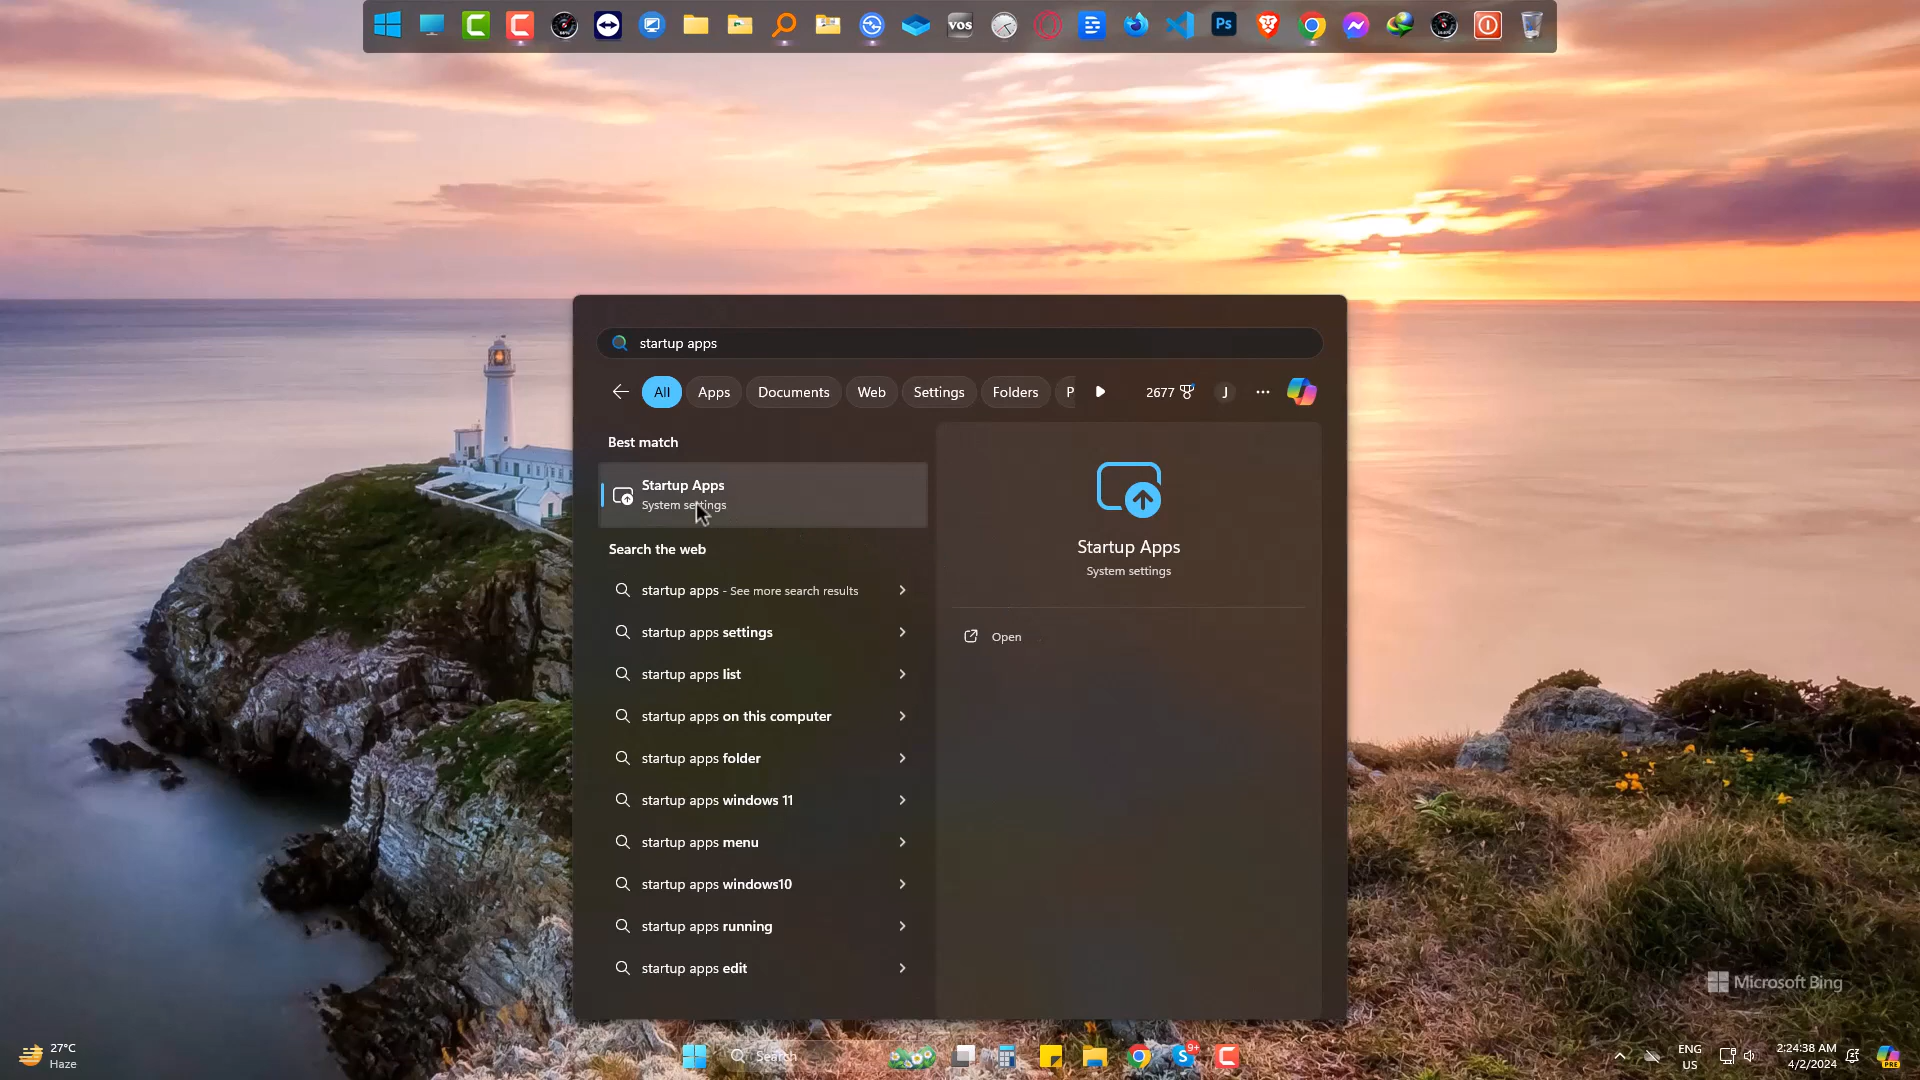 VOS
Ps
startup apps
All
Apps
Documents
Web
Settings
Folders
P
2677
J
Best match
Startup Apps
System settings
Search the web
startup apps - See more search results
startup apps settings
startup apps list
startup apps on this computer
startup apps folder
startup apps windows 11
startup apps menu
startup apps windows10
startup apps running
startup apps edit
Startup Apps
System settings
Open
Microsoft Bing
27°C
Haze
Search
9+
ENG
US
2:24:38 AM
4/2/2024
PRE